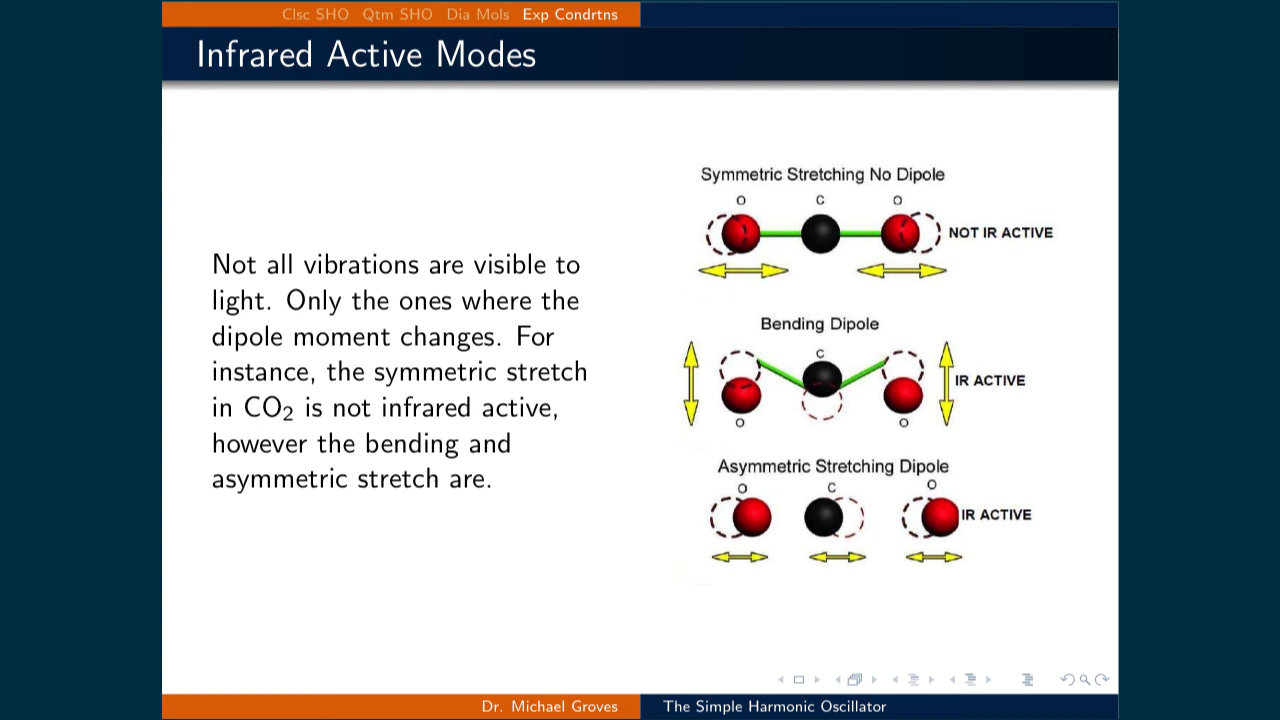 Clsc SHO Qtm SHO Dia Mols Exp Condrtns
Infrared Active Modes
Not all vibrations are visible to
light. Only the ones where the
dipole moment changes. For
instance, the symmetric stretch
in CO₂ is not infrared active,
however the bending and
asymmetric stretch are.
Symmetric Stretching No Dipole
O C O
NOT IR ACTIVE
Bending Dipole
C
IR ACTIVE
O O
Asymmetric Stretching Dipole
O C O
IR ACTIVE
Dr. Michael Groves The Simple Harmonic Oscillator